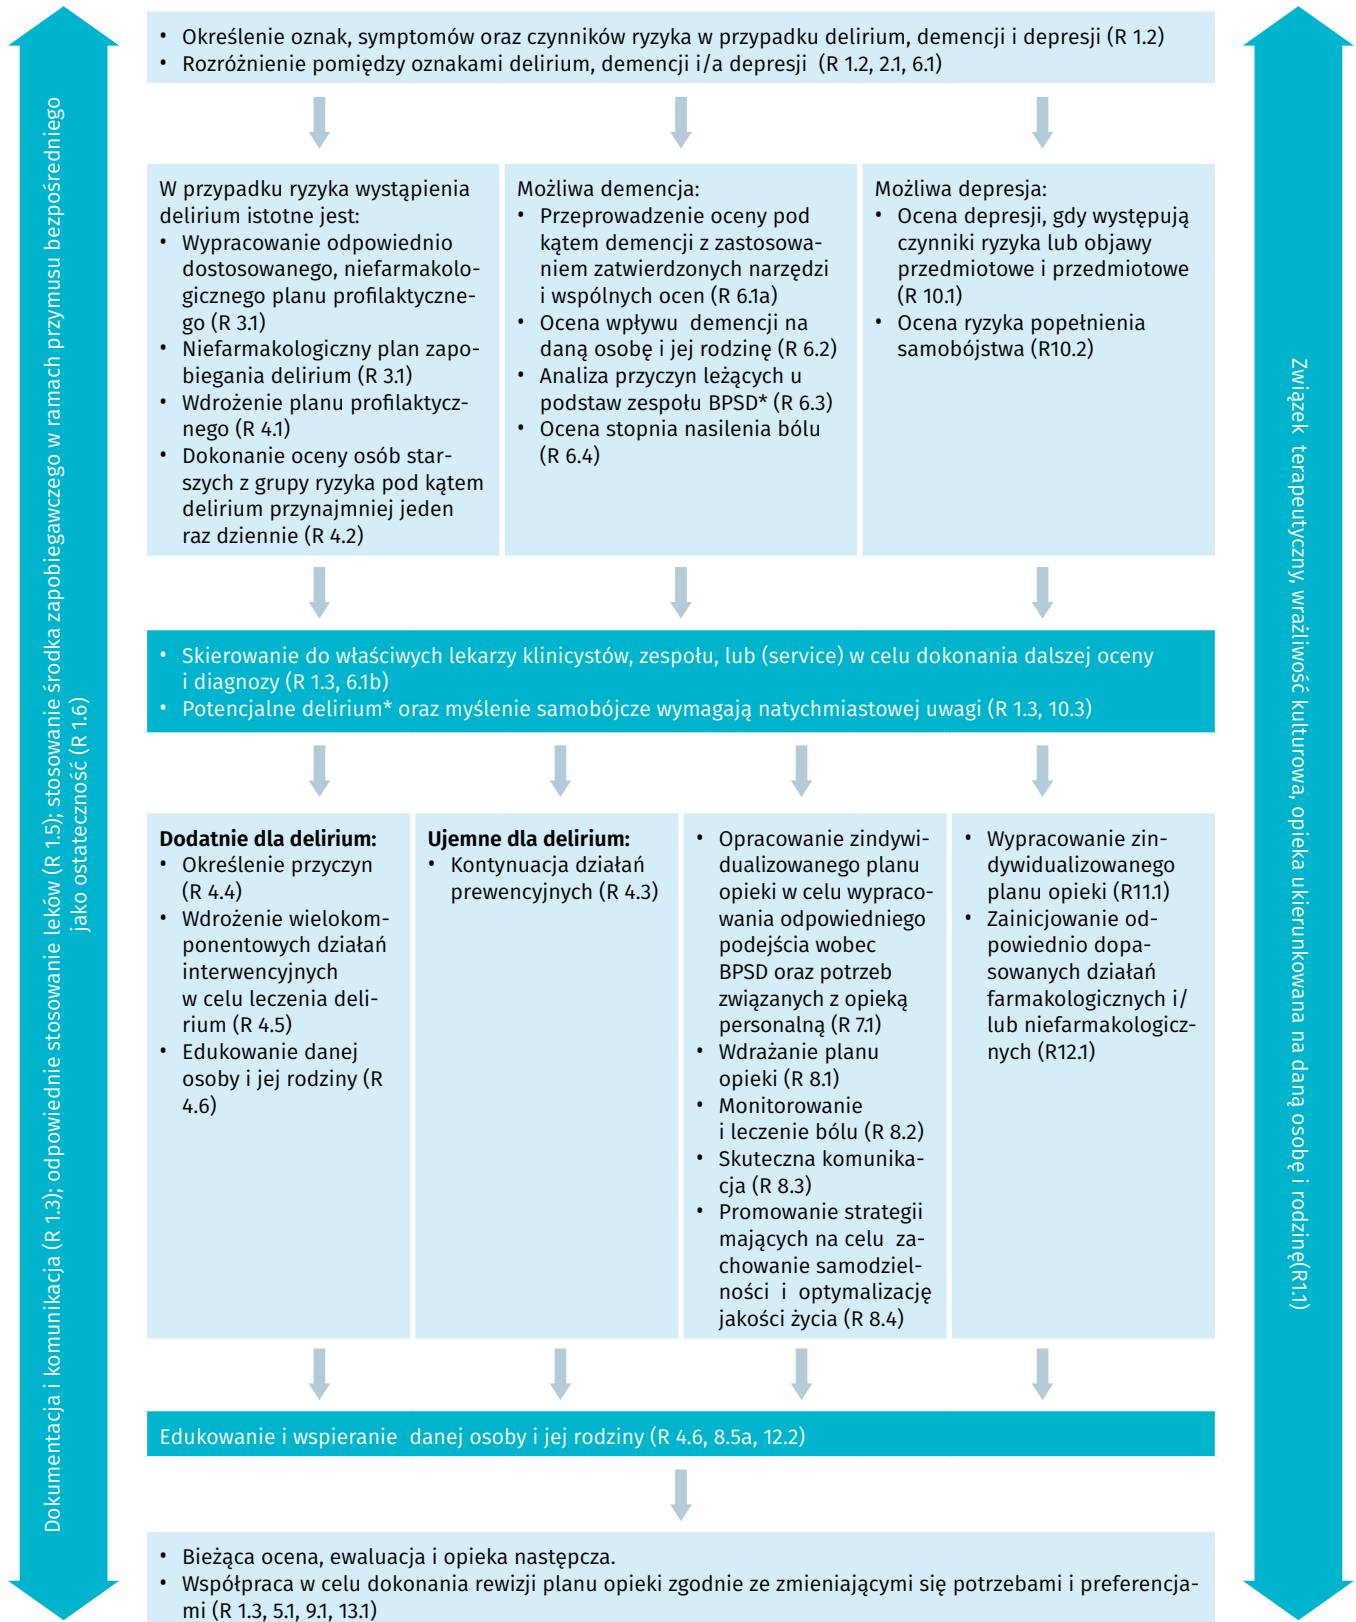 • Określenie oznak, symptomów oraz czynników ryzyka w przypadku delirium, demencji i depresji (R 1.2)
• Rozróżnienie pomiędzy oznakami delirium, demencji i/a depresji (R 1.2, 2.1, 6.1)
Dokumentacja i komunikacja (R 1.3); odpowiednie stosowanie leków (R 1.5); stosowanie środka zapobiegawczego w ramach przymusu bezpośredniego
jako ostateczność (R 1.6)
W przypadku ryzyka wystąpienia
delirium istotne jest:
• Wypracowanie odpowiednio
dostosowanego, niefarmakolo-
gicznego planu profilaktyczne-
go (R 3.1)
• Niefarmakologiczny plan zapo-
biegania delirium (R 3.1)
• Wdrożenie planu profilaktycz-
nego (R 4.1)
• Dokonanie oceny osób star-
szych z grupy ryzyka pod kątem
delirium przynajmniej jeden
raz dziennie (R 4.2)
Możliwa demencja:
• Przeprowadzenie oceny pod
kątem demencji z zastosowa-
niem zatwierdzonych narzędzi
i wspólnych ocen (R 6.1a)
• Ocena wpływu demencji na
daną osobę i jej rodzinę (R 6.2)
• Analiza przyczyn leżących u
podstaw zespołu BPSD* (R 6.3)
• Ocena stopnia nasilenia bólu
(R 6.4)
Możliwa depresja:
• Ocena depresji, gdy występują
czynniki ryzyka lub objawy
przedmiotowe i przedmiotowe
(R 10.1)
• Ocena ryzyka popełnienia
samobójstwa (R10.2)
Związek terapeutyczny, wrażliwość kulturowa, opieka ukierunkowana na daną osobę i rodzinę(R1.1)
• Skierowanie do właściwych lekarzy klinicystów, zespołu, lub (service) w celu dokonania dalszej oceny
i diagnozy (R 1.3, 6.1b)
• Potencjalne delirium* oraz myślenie samobójcze wymagają natychmiastowej uwagi (R 1.3, 10.3)
Dodatnie dla delirium:
• Określenie przyczyn
(R 4.4)
• Wdrożenie wielokom-
ponentowych działań
interwencyjnych
w celu leczenia deli-
rium (R 4.5)
• Edukowanie danej
osoby i jej rodziny (R
4.6)
Ujemne dla delirium:
• Kontynuacja działań
prewencyjnych (R 4.3)
• Opracowanie zindywi-
dualizowanego planu
opieki w celu wypraco-
wania odpowiedniego
podejścia wobec
BPSD oraz potrzeb
związanych z opieką
personalną (R 7.1)
• Wdrażanie planu
opieki (R 8.1)
• Monitorowanie
i leczenie bólu (R 8.2)
• Skuteczna komunika-
cja (R 8.3)
• Promowanie strategii
mających na celu za-
chowanie samodziel-
ności i optymalizację
jakości życia (R 8.4)
• Wypracowanie zin-
dywidualizowanego
planu opieki (R11.1)
• Zainicjowanie od-
powiednio dopa-
sowanych działań
farmakologicznych i/
lub niefarmakologicz-
nych (R12.1)
Edukowanie i wspieranie danej osoby i jej rodziny (R 4.6, 8.5a, 12.2)
• Bieżąca ocena, ewaluacja i opieka następcza.
• Współpraca w celu dokonania rewizji planu opieki zgodnie ze zmieniającymi się potrzebami i preferencja-
mi (R 1.3, 5.1, 9.1, 13.1)